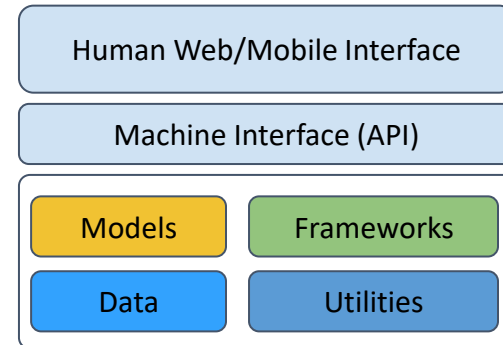 Human Web/Mobile Interface
Machine Interface (API)
Models
Frameworks
Data
Utilities